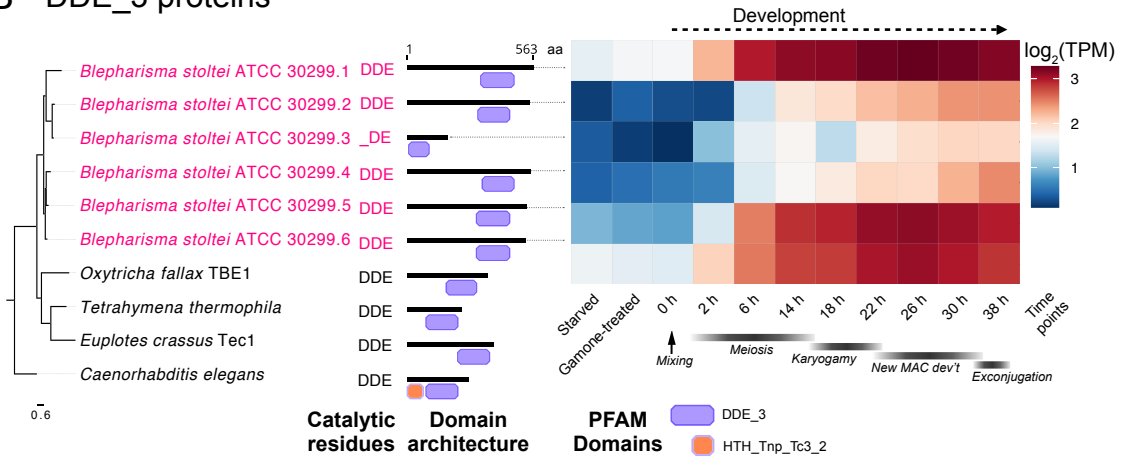 DDE_3 proteins
Development
1 563 aa
log2(TPM)
Blepharisma stoltei ATCC 30299.1 DDE
Blepharisma stoltei ATCC 30299.2 DDE
Blepharisma stoltei ATCC 30299.3 _DE
Blepharisma stoltei ATCC 30299.4 DDE
Blepharisma stoltei ATCC 30299.5 DDE
Blepharisma stoltei ATCC 30299.6 DDE
Oxytricha fallax TBE1 DDE
Tetrahymena thermophila DDE
Euplotes crassus Tec1 DDE
Caenorhabditis elegans DDE
3
2
1
Starved
Gamone-treated
0 h
2 h
6 h
14 h
18 h
22 h
26 h
30 h
38 h
Time
points
Mixing
Meiosis
Karyogamy
New MAC dev't
Exconjugation
0.6
Catalytic
residues
Domain
architecture
PFAM
Domains
DDE_3
HTH_Tnp_Tc3_2